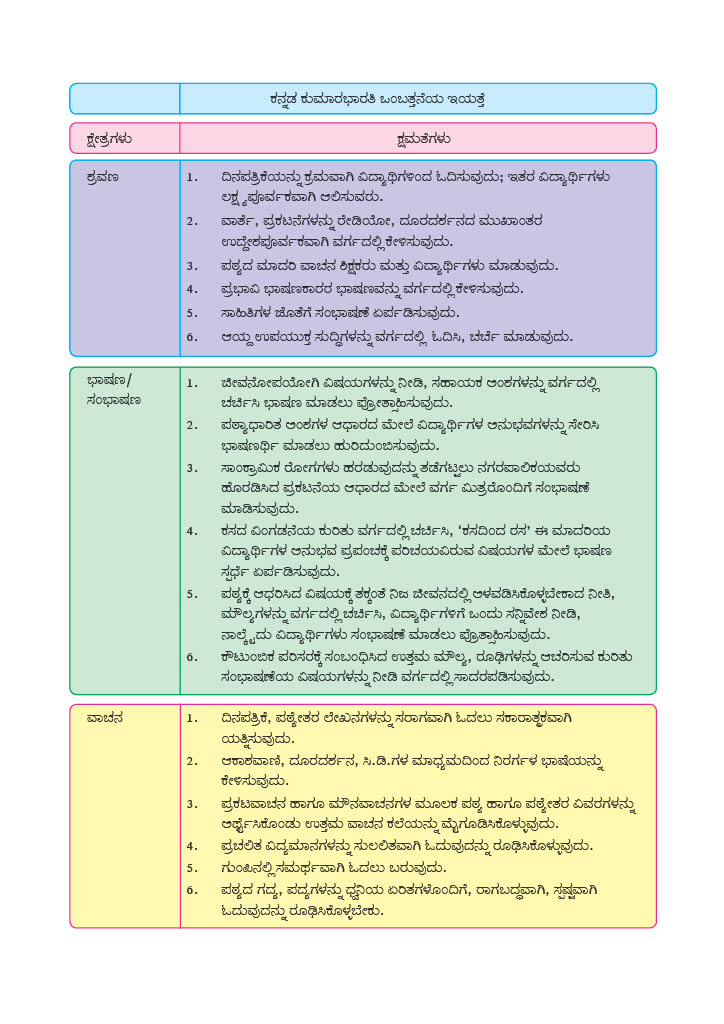 ಕನ್ನಡ ಕುಮಾರಭಾರತಿ ಒಂಬತ್ತನೆಯ ಇಯತ್ತೆ
ಕ್ಷೇತ್ರಗಳು ಕ್ಷಮತೆಗಳು
ಶ್ರವಣ 1. ದಿನಪತ್ರಿಕೆಯನ್ನು ಕ್ರಮವಾಗಿ ವಿದ್ಯಾಥಿಗಳಿಂದ ಓದಿಸುವುದು; ಇತರ ವಿದ್ಯಾರ್ಥಿಗಳು
ಲಕ್ಷ್ಯಪೂರ್ವಕವಾಗಿ ಆಲಿಸುವರು.
2. ವಾರ್ತೆ, ಪ್ರಕಟನೆಗಳನ್ನು ರೇಡಿಯೋ, ದೂರದರ್ಶನದ ಮುಖಾಂತರ
ಉದ್ದೇಶಪೂರ್ವಕವಾಗಿ ವರ್ಗದಲ್ಲಿ ಕೇಳಿಸುವುದು.
3. ಪಠ್ಯದ ಮಾದರಿ ವಾಚನ ಶಿಕ್ಷಕರು ಮತ್ತು ವಿದ್ಯಾರ್ಥಿಗಳು ಮಾಡುವುದು.
4. ಪ್ರಭಾವಿ ಭಾಷಣಕಾರರ ಭಾಷಣವನ್ನು ವರ್ಗದಲ್ಲಿ ಕೇಳಿಸುವುದು.
5. ಸಾಹಿತಿಗಳ ಜೊತೆಗೆ ಸಂಭಾಷಣೆ ಏರ್ಪಡಿಸುವುದು.
6. ಆಯ್ದ ಉಪಯುಕ್ತ ಸುದ್ಧಿಗಳನ್ನು ವರ್ಗದಲ್ಲಿ ಓದಿಸಿ, ಚರ್ಚೆ ಮಾಡುವುದು.
ಭಾಷಣ/ 1. ಜೀವನೋಪಯೋಗಿ ವಿಷಯಗಳನ್ನು ನೀಡಿ, ಸಹಾಯಕ ಅಂಶಗಳನ್ನು ವರ್ಗದಲ್ಲಿ
ಸಂಭಾಷಣ ಚರ್ಚಿಸಿ ಭಾಷಣ ಮಾಡಲು ಪ್ರೋತ್ಸಾಹಿಸುವುದು.
2. ಪಠ್ಯಾಧಾರಿತ ಅಂಶಗಳ ಆಧಾರದ ಮೇಲೆ ವಿದ್ಯಾರ್ಥಿಗಳ ಅನುಭವಗಳನ್ನು ಸೇರಿಸಿ
ಭಾಷಣರ್ಥಿ ಮಾಡಲು ಹುರಿದುಂಬಿಸುವುದು.
3. ಸಾಂಕ್ರಾಮಿಕ ರೋಗಗಳು ಹರಡುವುದನ್ನು ತಡೆಗಟ್ಟಲು ನಗರಪಾಲಿಕಯವರು
ಹೊರಡಿಸಿದ ಪ್ರಕಟನೆಯ ಆಧಾರದ ಮೇಲೆ ವರ್ಗ ಮಿತ್ರರೊಂದಿಗೆ ಸಂಭಾಷಣೆ
ಮಾಡಿಸುವುದು.
4. ಕಸದ ವಿಂಗಡನೆಯ ಕುರಿತು ವರ್ಗದಲ್ಲಿ ಚರ್ಚಿಸಿ, ‘ಕಸದಿಂದ ರಸ’ ಈ ಮಾದರಿಯ
ವಿದ್ಯಾರ್ಥಿಗಳ ಅನುಭವ ಪ್ರಪಂಚಕ್ಕೆ ಪರಿಚಯವಿರುವ ವಿಷಯಗಳ ಮೇಲೆ ಭಾಷಣ
ಸ್ಪರ್ಧೆ ಏರ್ಪಡಿಸುವುದು.
5. ಪಠ್ಯಕ್ಕೆ ಆಧರಿಸಿದ ವಿಷಯಕ್ಕೆ ತಕ್ಕಂತೆ ನಿಜ ಜೀವನದಲ್ಲಿ ಅಳವಡಿಸಿಕೊಳ್ಳಬೇಕಾದ ನೀತಿ,
ಮೌಲ್ಯಗಳನ್ನು ವರ್ಗದಲ್ಲಿ ಚರ್ಚಿಸಿ, ವಿದ್ಯಾರ್ಥಿಗಳಿಗೆ ಒಂದು ಸನ್ನಿವೇಶ ನೀಡಿ,
ನಾಲ್ಕೈದು ವಿದ್ಯಾರ್ಥಿಗಳು ಸಂಭಾಷಣೆ ಮಾಡಲು ಪ್ರೊತ್ಸಾಹಿಸುವುದು.
6. ಕೌಟುಂಬಿಕ ಪರಿಸರಕ್ಕೆ ಸಂಬಂಧಿಸಿದ ಉತ್ತಮ ಮೌಲ್ಯ, ರೂಢಿಗಳನ್ನು ಆಚರಿಸುವ ಕುರಿತು
ಸಂಭಾಷಣೆಯ ವಿಷಯಗಳನ್ನು ನೀಡಿ ವರ್ಗದಲ್ಲಿ ಸಾದರಪಡಿಸುವುದು.
ವಾಚನ 1. ದಿನಪತ್ರಿಕೆ, ಪಠ್ಯೇತರ ಲೇಖನಗಳನ್ನು ಸರಾಗವಾಗಿ ಓದಲು ಸಕಾರಾತ್ಮಕವಾಗಿ
ಯತ್ನಿಸುವುದು.
2. ಆಕಾಶವಾಣಿ, ದೂರದರ್ಶನ, ಸಿ.ಡಿ.ಗಳ ಮಾಧ್ಯಮದಿಂದ ನಿರರ್ಗಳ ಭಾಷೆಯನ್ನು
ಕೇಳಿಸುವುದು.
3. ಪ್ರಕಟವಾಚನ ಹಾಗೂ ಮೌನವಾಚನಗಳ ಮೂಲಕ ಪಠ್ಯ ಹಾಗೂ ಪಠ್ಯೇತರ ವಿವರಗಳನ್ನು
ಅರ್ಥೈಸಿಕೊಂಡು ಉತ್ತಮ ವಾಚನ ಕಲೆಯನ್ನು ಮೈಗೂಡಿಸಿಕೊಳ್ಳುವುದು.
4. ಪ್ರಚಲಿತ ವಿದ್ಯಮಾನಗಳನ್ನು ಸುಲಲಿತವಾಗಿ ಓದುವುದನ್ನು ರೂಢಿಸಿಕೊಳ್ಳುವುದು.
5. ಗುಂಪಿನಲ್ಲಿ ಸಮರ್ಥವಾಗಿ ಓದಲು ಬರುವುದು.
6. ಪಠ್ಯದ ಗದ್ಯ, ಪದ್ಯಗಳನ್ನು ಧ್ವನಿಯ ಏರಿತಗಳೊಂದಿಗೆ, ರಾಗಬದ್ಧವಾಗಿ, ಸ್ಪಷ್ಟವಾಗಿ
ಓದುವುದನ್ನು ರೂಢಿಸಿಕೊಳ್ಳಬೇಕು.